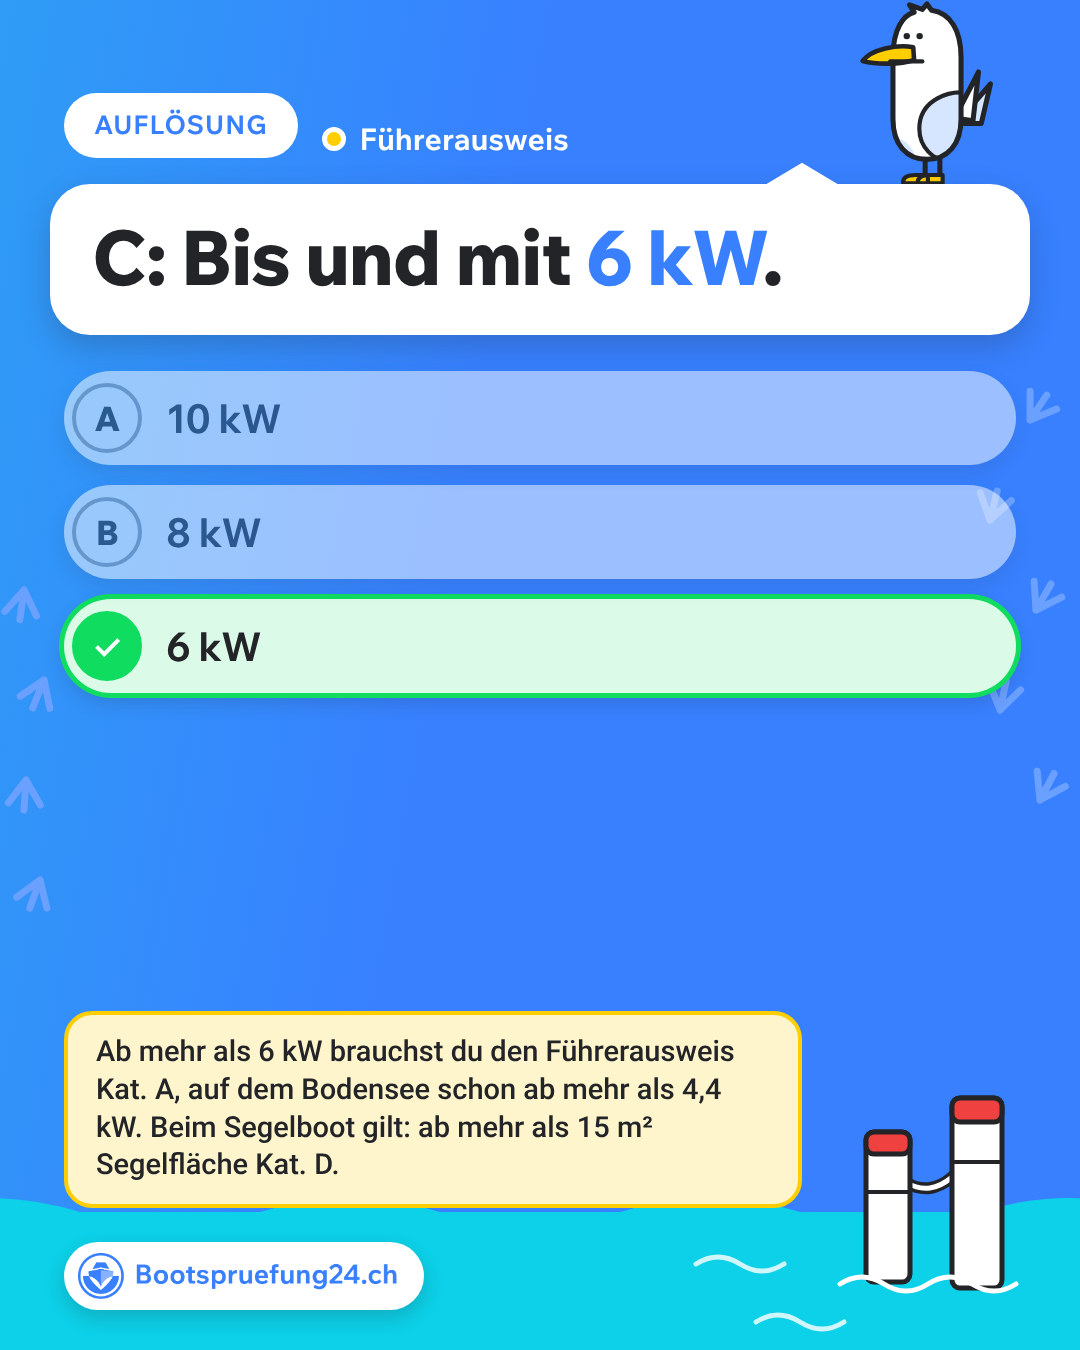 AUFLÖSUNG
Führerausweis
C: Bis und mit 6 kW.
A 10 kW
B 8 kW
6 kW
Ab mehr als 6 kW brauchst du den Führerausweis
Kat. A, auf dem Bodensee schon ab mehr als 4,4
kW. Beim Segelboot gilt: ab mehr als 15 m²
Segelfläche Kat. D.
Bootspruefung24.ch